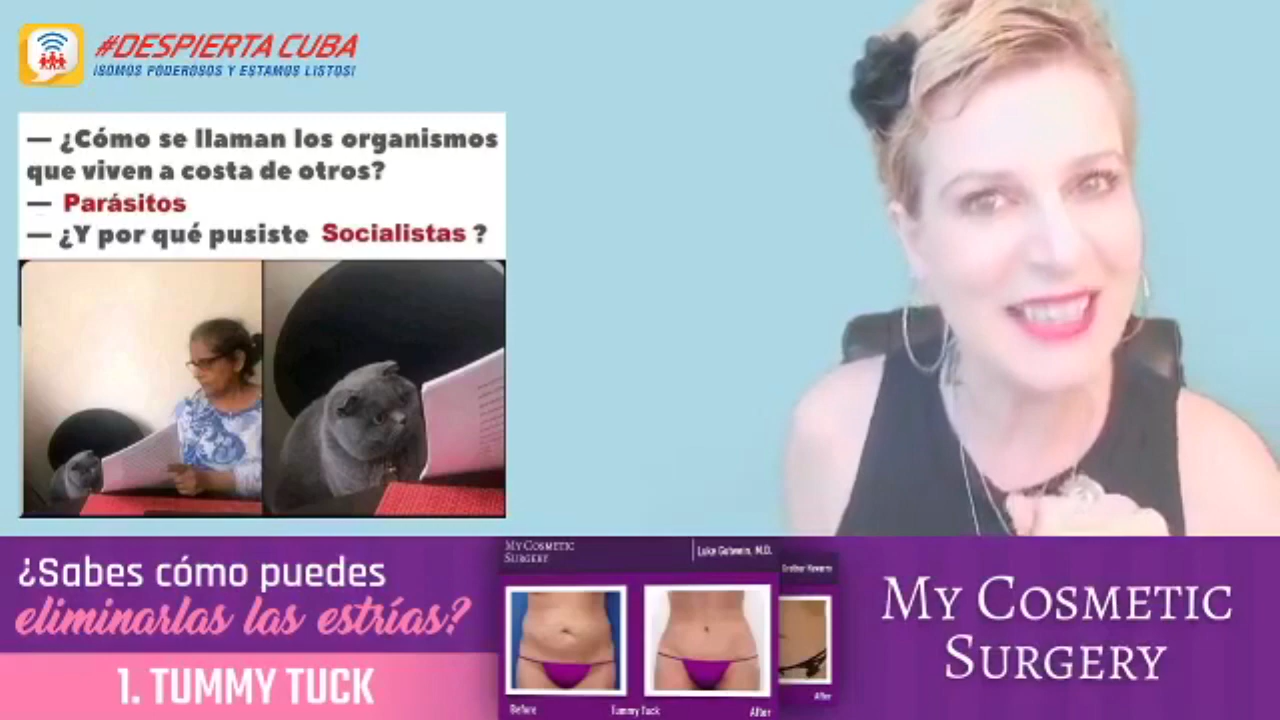 #DESPIERTA CUBA
¡SOMOS PODEROSOS Y ESTAMOS LISTOS!
— ¿Cómo se llaman los organismos
que viven a costa de otros?
— Parásitos
— ¿Y por qué pusiste Socialistas ?
¿Sabes cómo puedes
eliminarlas las estrías?
1. TUMMY TUCK
MY COSMETIC
SURGERY
Luke Gutwein, M.D.
Before
Tummy Tuck
After
After
MY COSMETIC
SURGERY